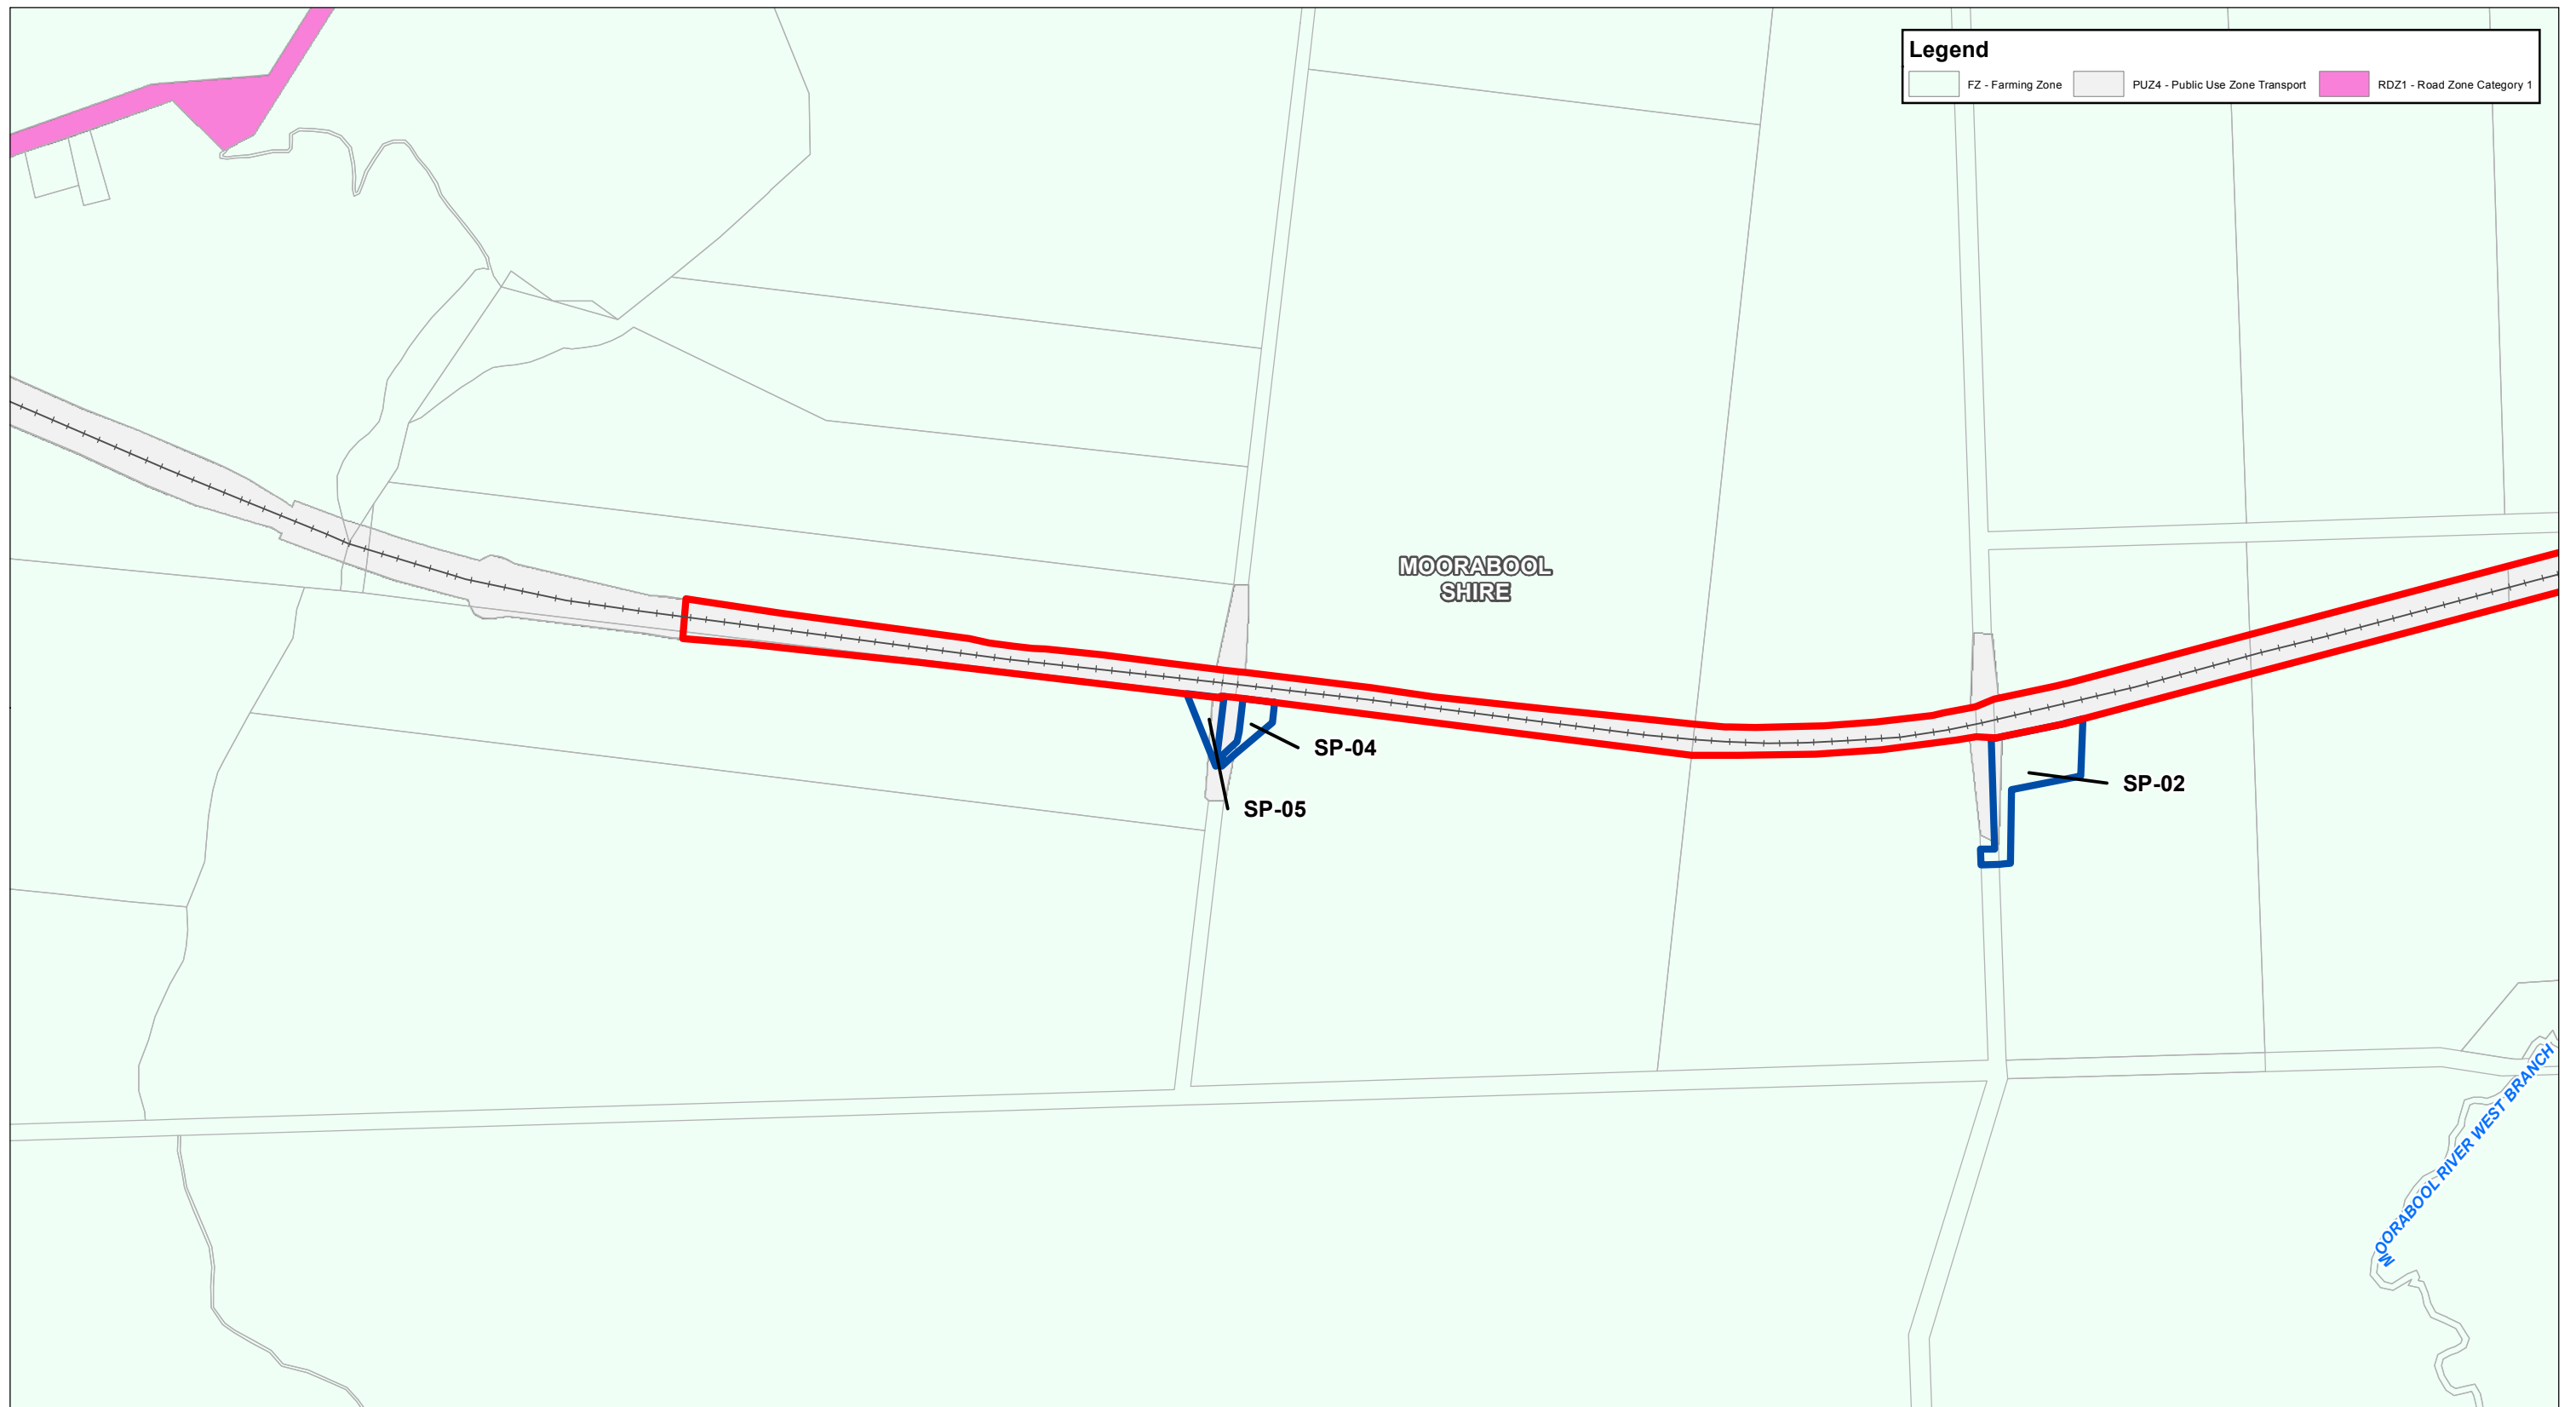 Legend
FZ - Farming Zone
PUZ4 - Public Use Zone Transport
RDZ1 - Road Zone Category 1
MOORABOOL
SHIRE
SP-04
SP-05
SP-02
MOORABOOL RIVER WEST BRANCH